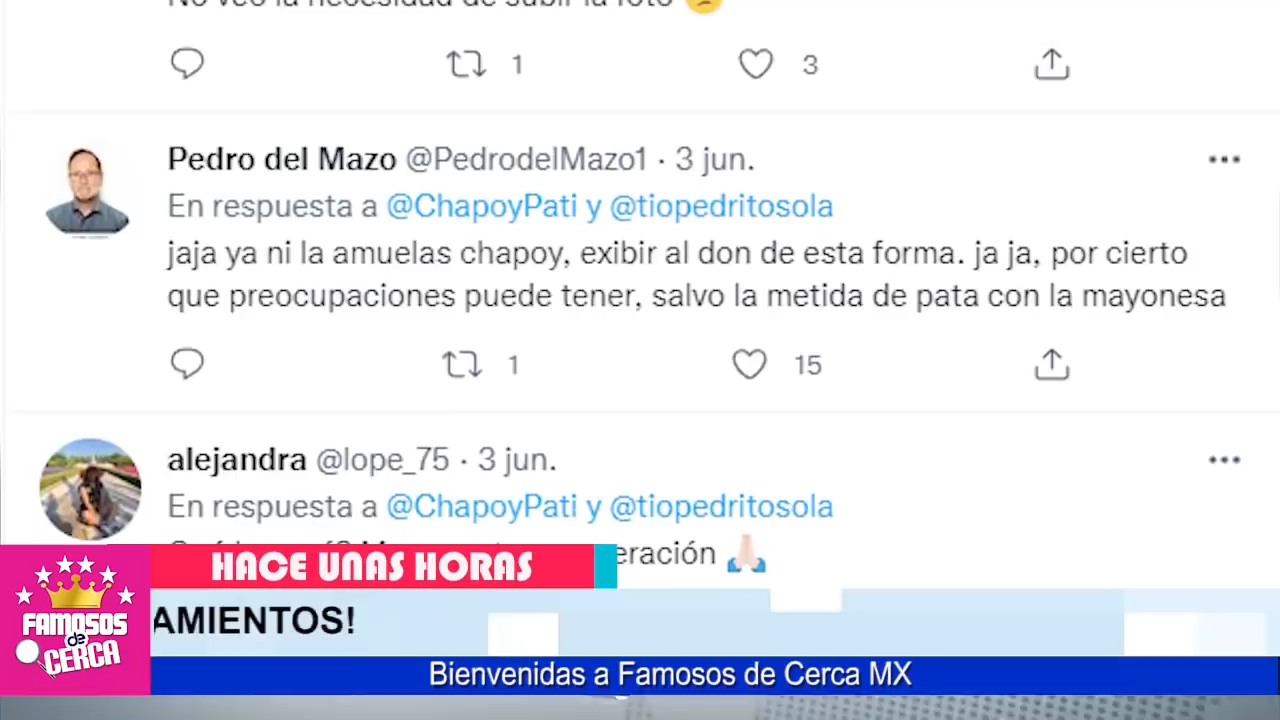 No veo la necesidad de subir la foto
1
3
Pedro del Mazo @PedrodelMazo1 · 3 jun.
En respuesta a @ChapoyPati y @tiopedritosola
jaja ya ni la amuelas chapoy, exibir al don de esta forma. ja ja, por cierto
que preocupaciones puede tener, salvo la metida de pata con la mayonesa
1
15
alejandra @lope_75 · 3 jun.
En respuesta a @ChapoyPati y @tiopedritosola
eración
HACE UNAS HORAS
AMIENTOS!
FAMOSOS
de
CERCA
Bienvenidas a Famosos de Cerca MX